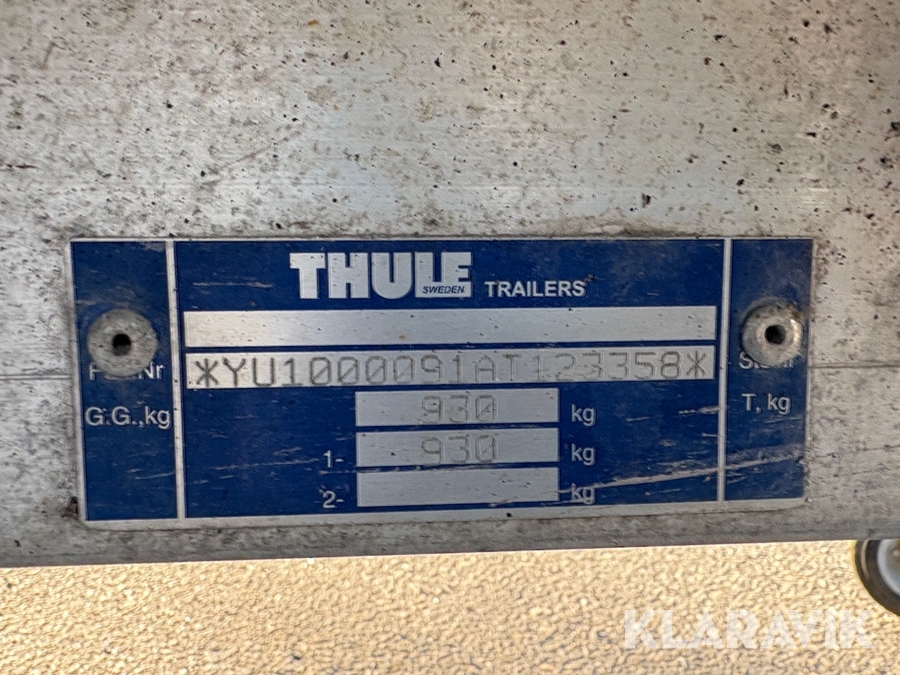 THULE
SWEDEN TRAILERS
*YU1000091AT123358*
G.G.,kg 930 kg T, kg
1- 930 kg
2- kg
KLARAVIK